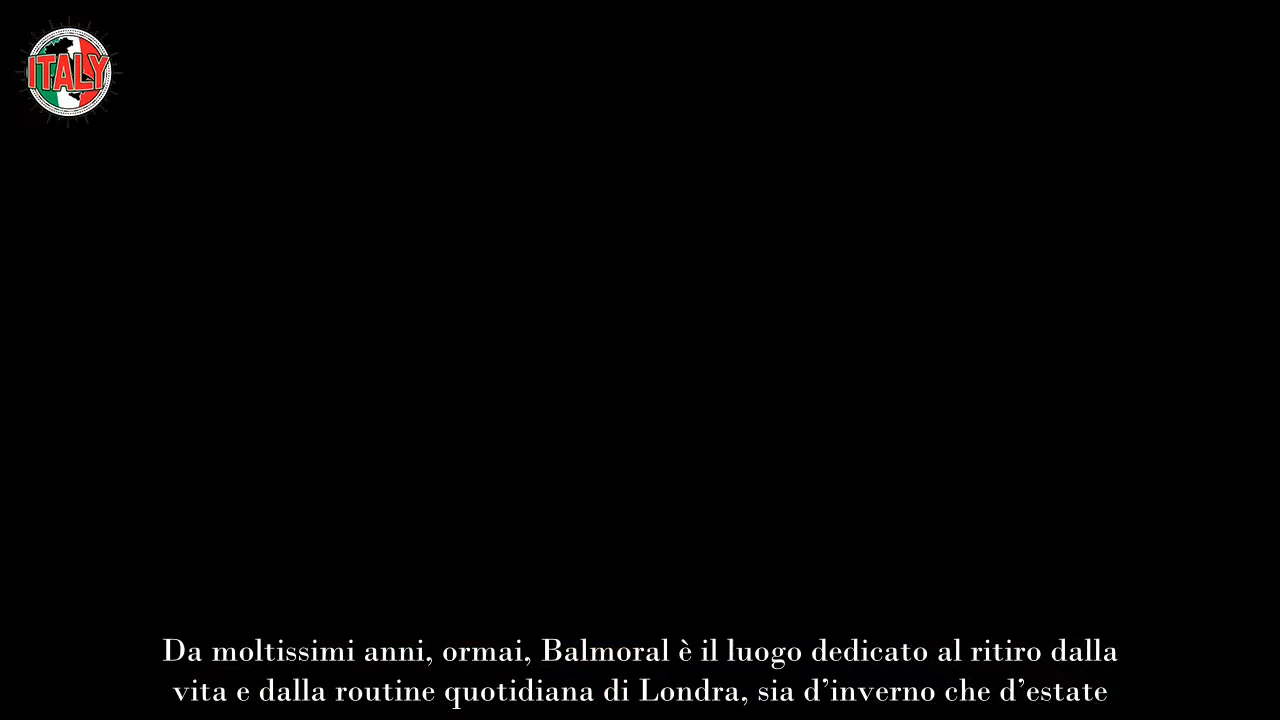 ITALY
Da moltissimi anni, ormai, Balmoral è il luogo dedicato al ritiro dalla
vita e dalla routine quotidiana di Londra, sia d’inverno che d’estate